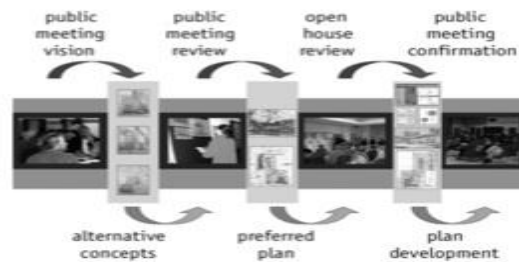 public
meeting
vision
public
meeting
review
open
house
review
public
meeting
confirmation
alternative
concepts
preferred
plan
plan
development